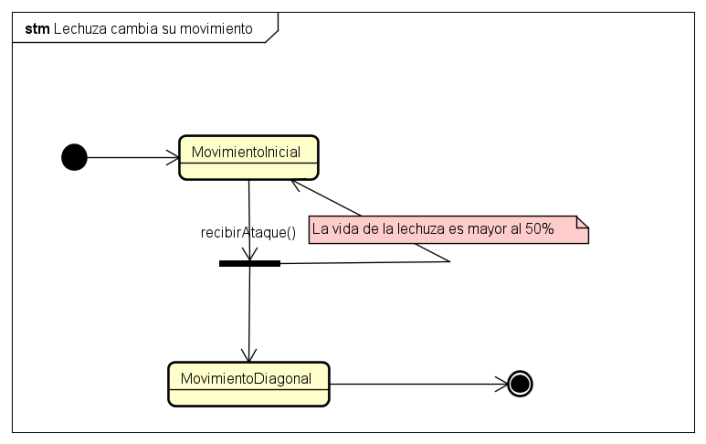 stm Lechuza cambia su movimiento
MovimientoInicial
recibirAtaque()
La vida de la lechuza es mayor al 50%
MovimientoDiagonal